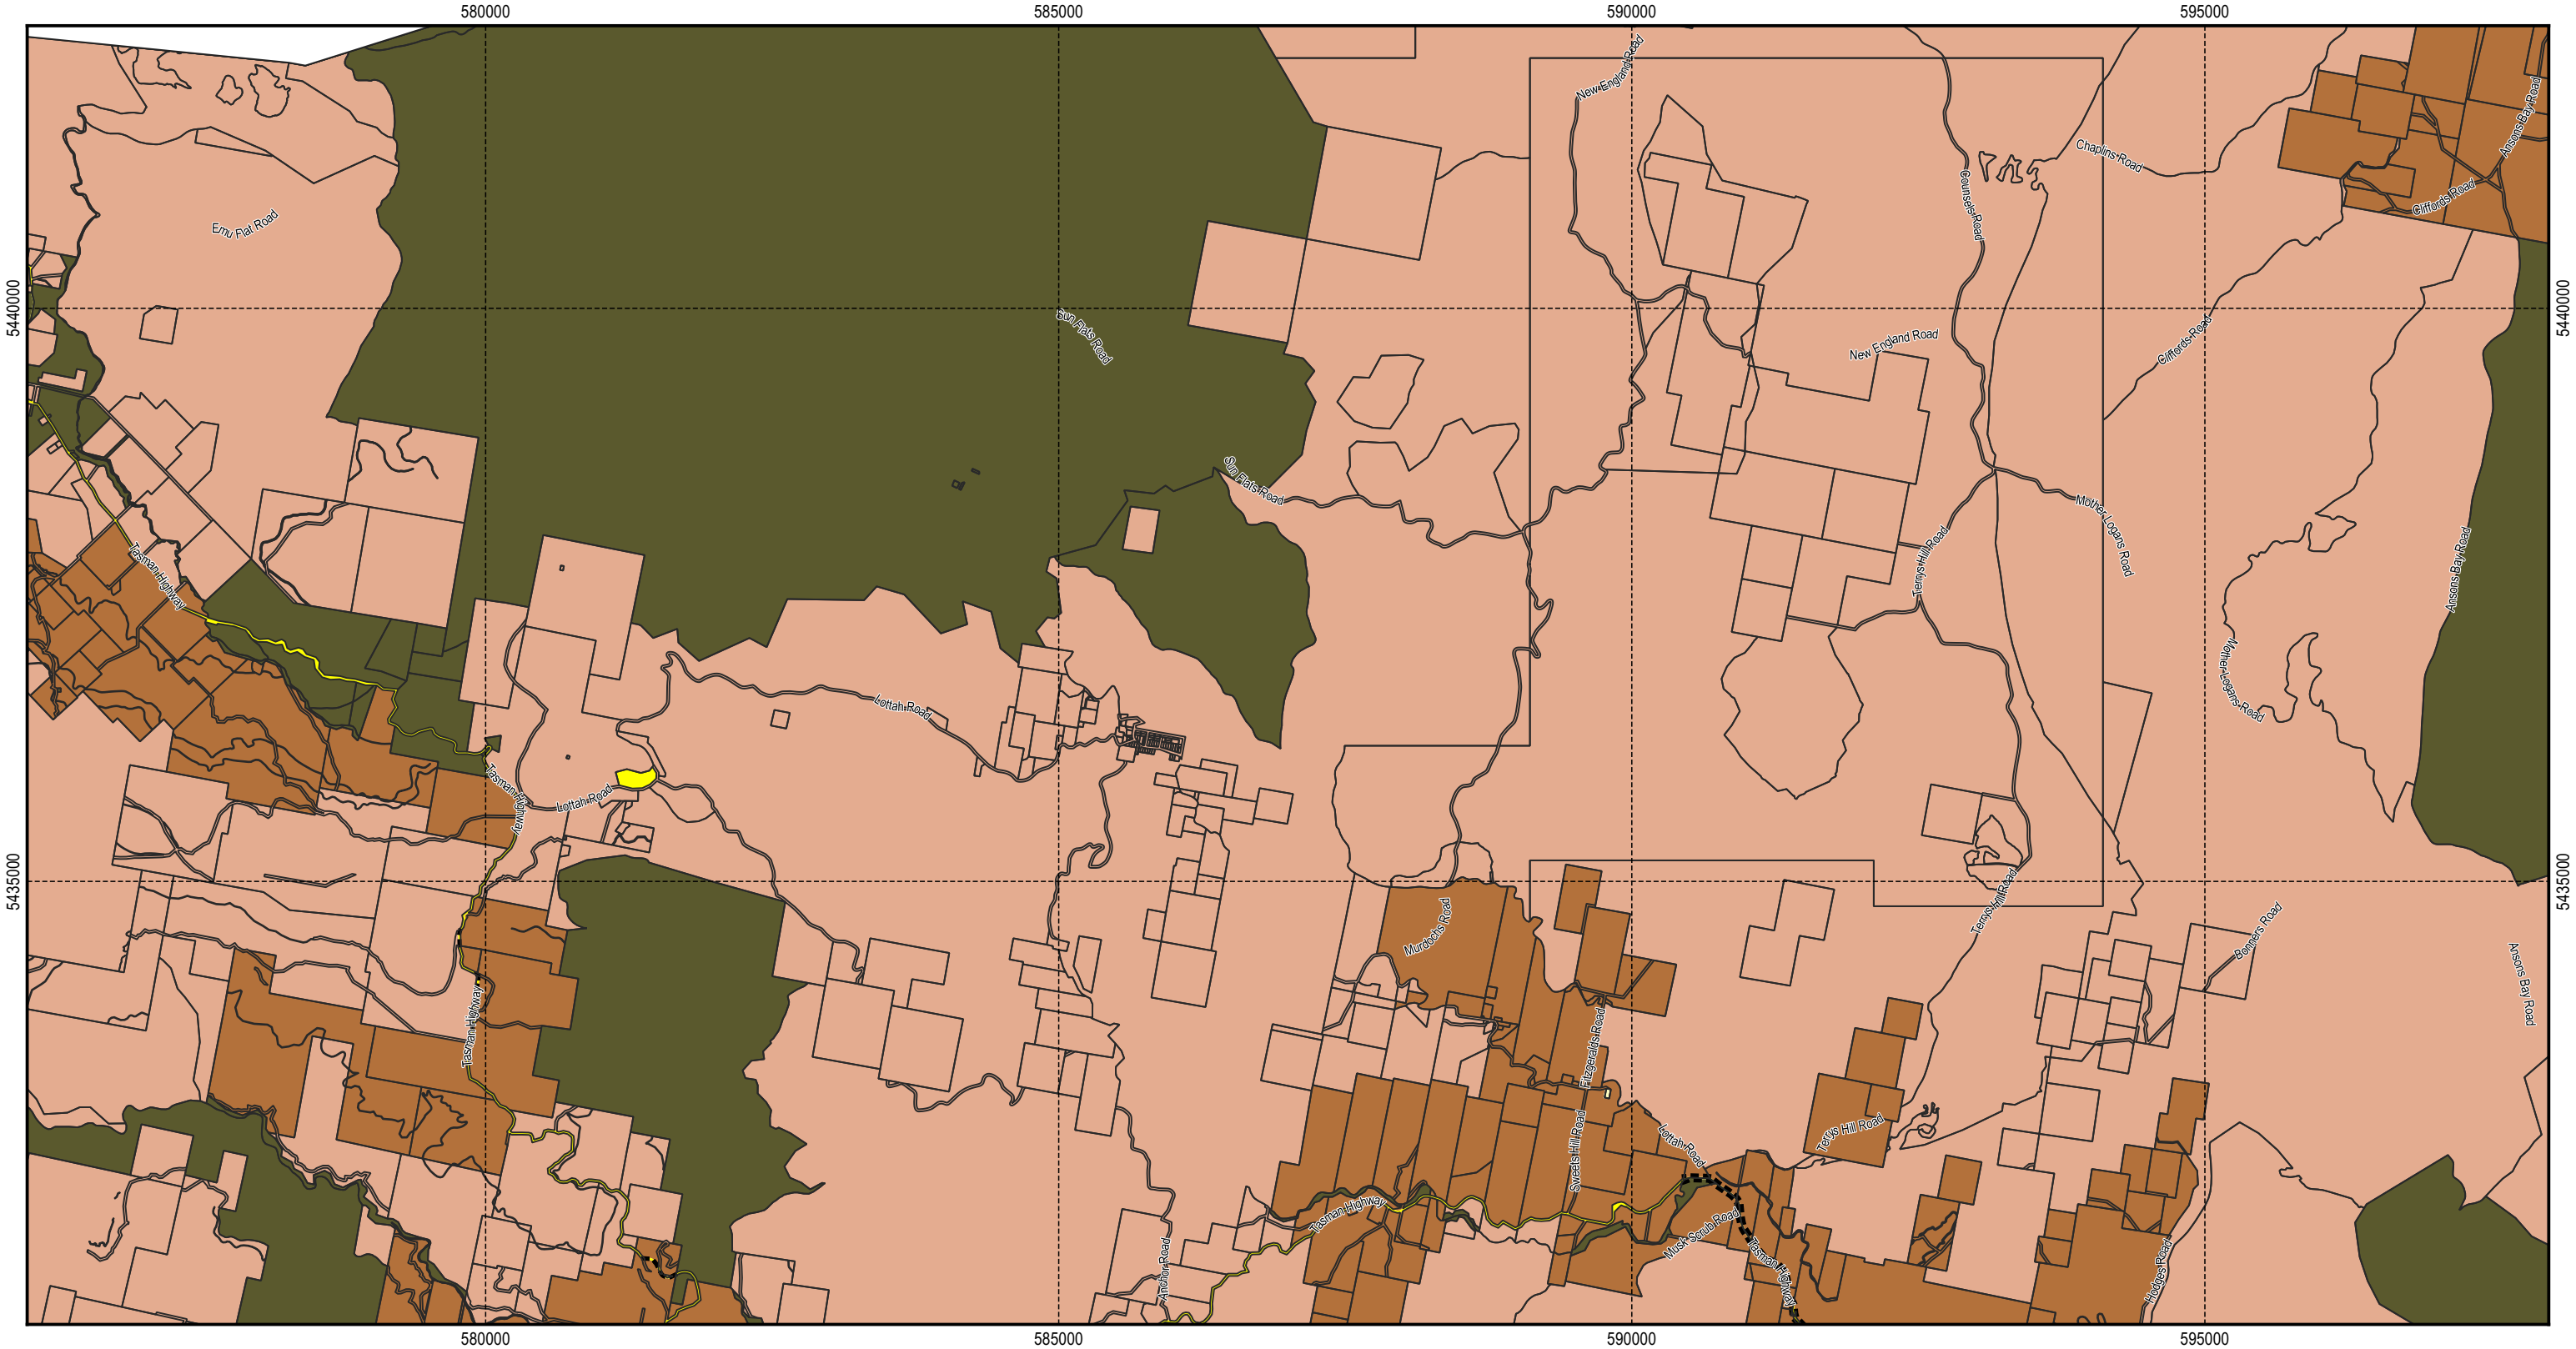 580000
585000
590000
595000
New England Road
Ansons Bay Road
Chaplins Road
Counsels Road
Cliffords Road
Emu Flat Road
5440000
5440000
Sun Flats Road
New England Road
Cliffords Road
Sun Flats Road
Mother Logans Road
Terrys Hill Road
Ansons Bay Road
Tasman Highway
Mother Logans Road
Lottah Road
Tasman Highway
Lottah Road
5435000
5435000
Murdochs Road
Terrys Hill Road
Bonners Road
Ansons Bay Road
Tasman Highway
Fitzgeralds Road
Sweets Hill Road
Lottah Road
Terrys Hill Road
Tasman Highway
Musk Scrub Road
Tasman Highway
Anchor Road
Hodges Road
580000
585000
590000
595000